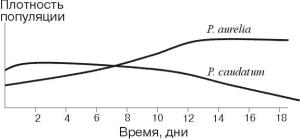 Плотность
популяции
P. aurelia
P. caudatum
2 4 6 8 10 12 14 16 18
Время, дни